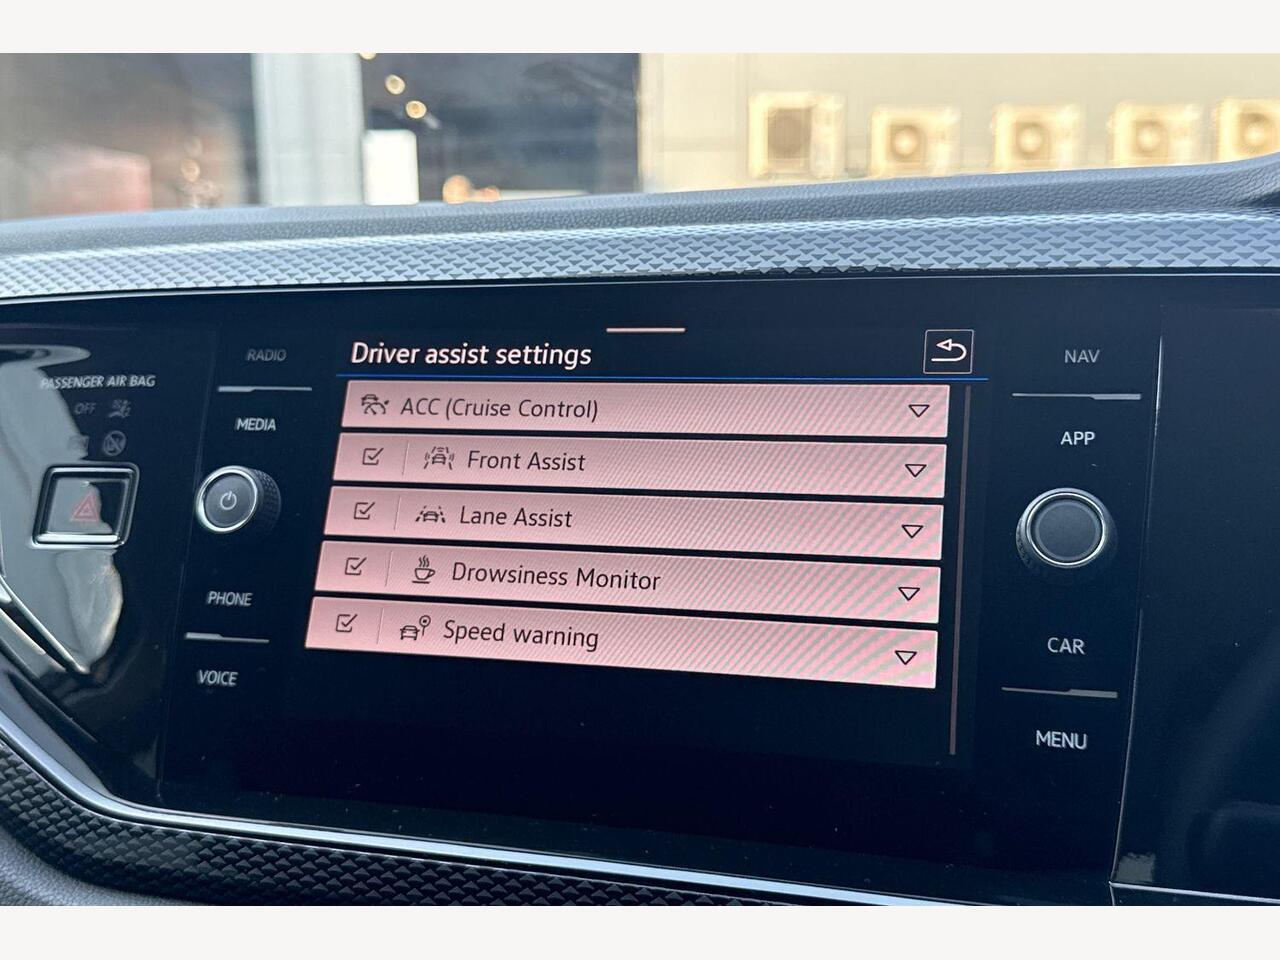 Driver assist settings
ACC (Cruise Control)
Front Assist
Lane Assist
Drowsiness Monitor
Speed warning
RADIO
MEDIA
PHONE
VOICE
PASSENGER AIR BAG
OFF
NAV
APP
CAR
MENU